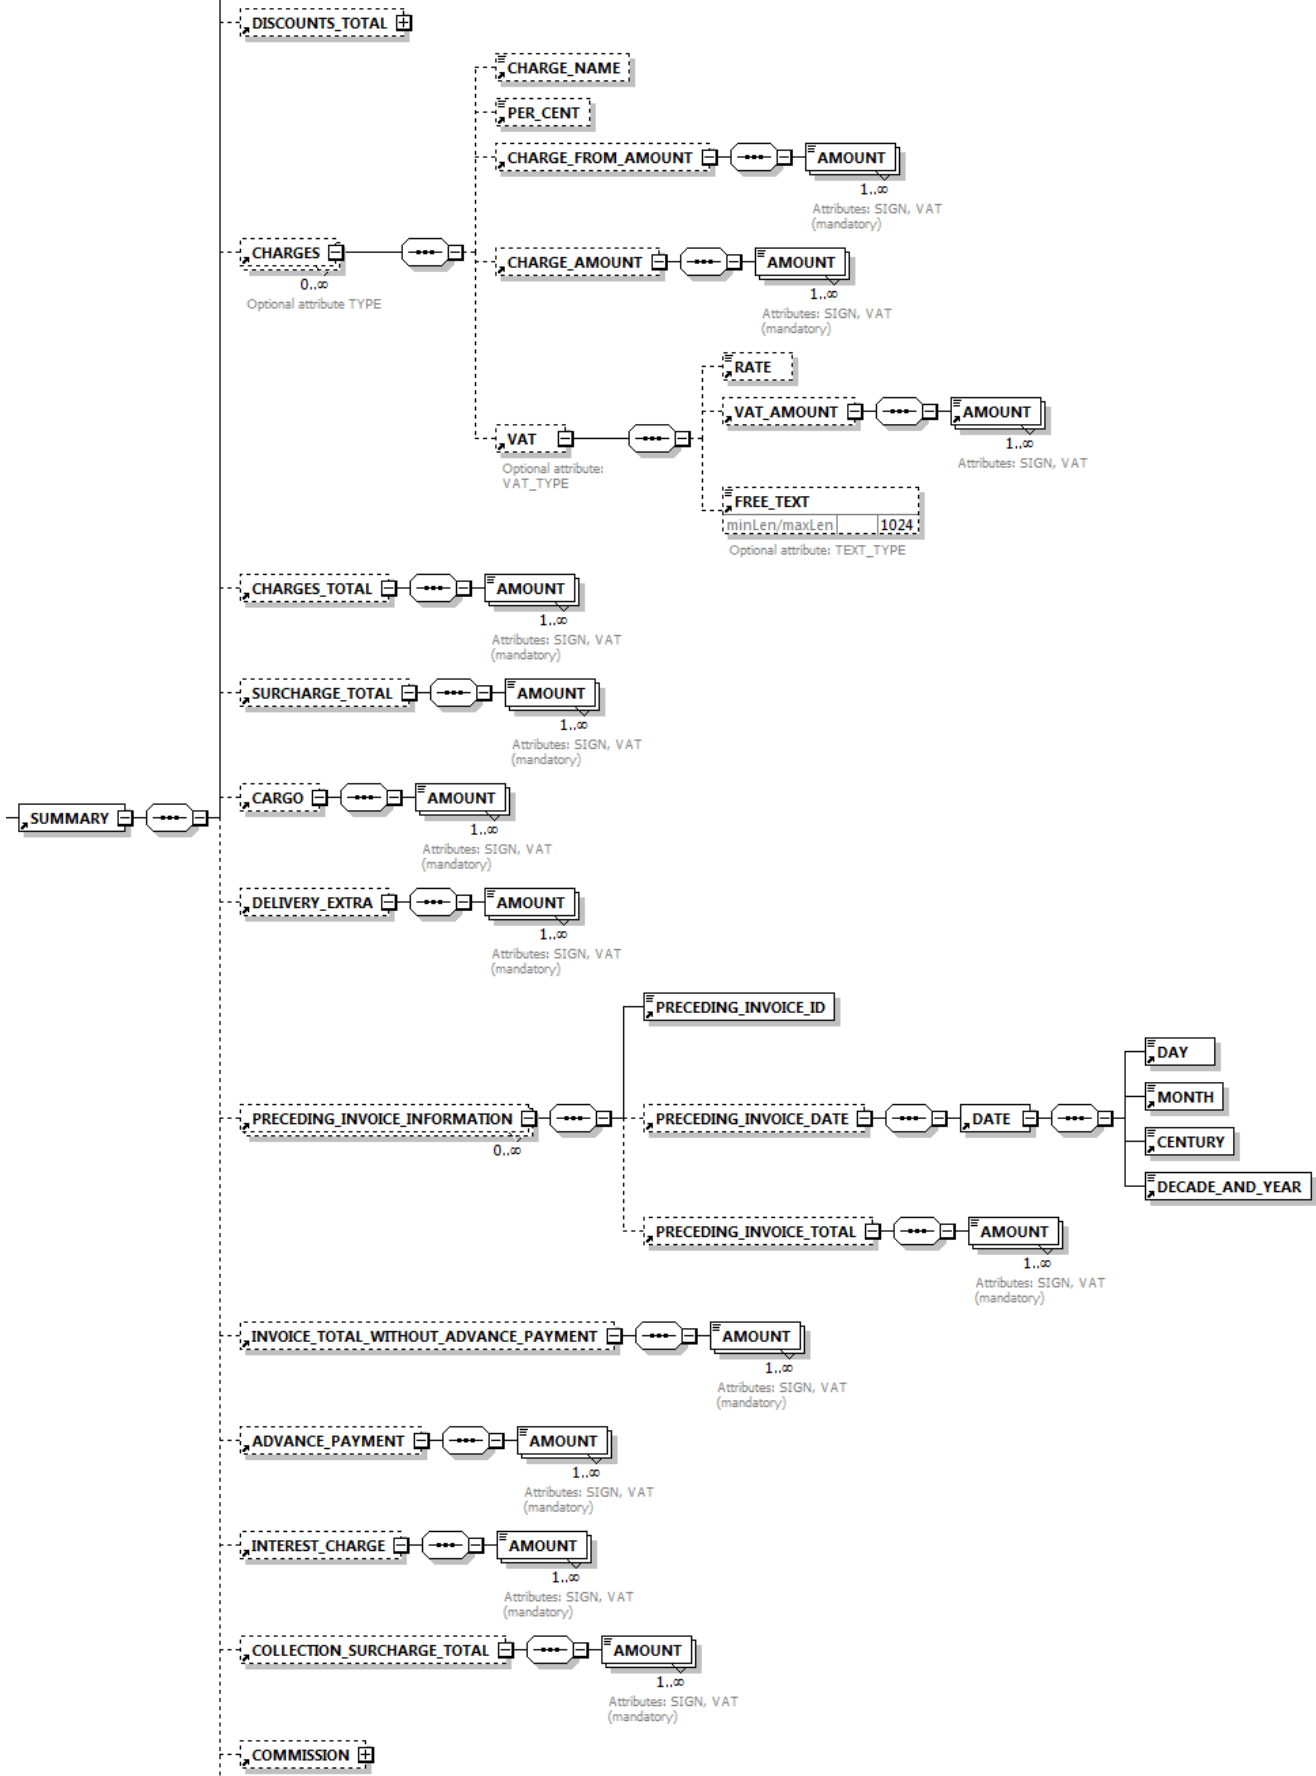 DISCOUNTS_TOTAL
CHARGE_NAME
PER_CENT
CHARGE_FROM_AMOUNT
AMOUNT
1..∞
Attributes: SIGN, VAT
(mandatory)
CHARGES
0..∞
Optional attribute TYPE
CHARGE_AMOUNT
AMOUNT
1..∞
Attributes: SIGN, VAT
(mandatory)
RATE
VAT_AMOUNT
AMOUNT
1..∞
Attributes: SIGN, VAT
VAT
Optional attribute:
VAT_TYPE
FREE_TEXT
minLen/maxLen 1024
Optional attribute: TEXT_TYPE
CHARGES_TOTAL
AMOUNT
1..∞
Attributes: SIGN, VAT
(mandatory)
SURCHARGE_TOTAL
AMOUNT
1..∞
Attributes: SIGN, VAT
(mandatory)
SUMMARY
CARGO
AMOUNT
1..∞
Attributes: SIGN, VAT
(mandatory)
DELIVERY_EXTRA
AMOUNT
1..∞
Attributes: SIGN, VAT
(mandatory)
PRECEDING_INVOICE_ID
PRECEDING_INVOICE_INFORMATION
0..∞
PRECEDING_INVOICE_DATE
DATE
DAY
MONTH
CENTURY
DECADE_AND_YEAR
PRECEDING_INVOICE_TOTAL
AMOUNT
1..∞
Attributes: SIGN, VAT
(mandatory)
INVOICE_TOTAL_WITHOUT_ADVANCE_PAYMENT
AMOUNT
1..∞
Attributes: SIGN, VAT
(mandatory)
ADVANCE_PAYMENT
AMOUNT
1..∞
Attributes: SIGN, VAT
(mandatory)
INTEREST_CHARGE
AMOUNT
1..∞
Attributes: SIGN, VAT
(mandatory)
COLLECTION_SURCHARGE_TOTAL
AMOUNT
1..∞
Attributes: SIGN, VAT
(mandatory)
COMMISSION